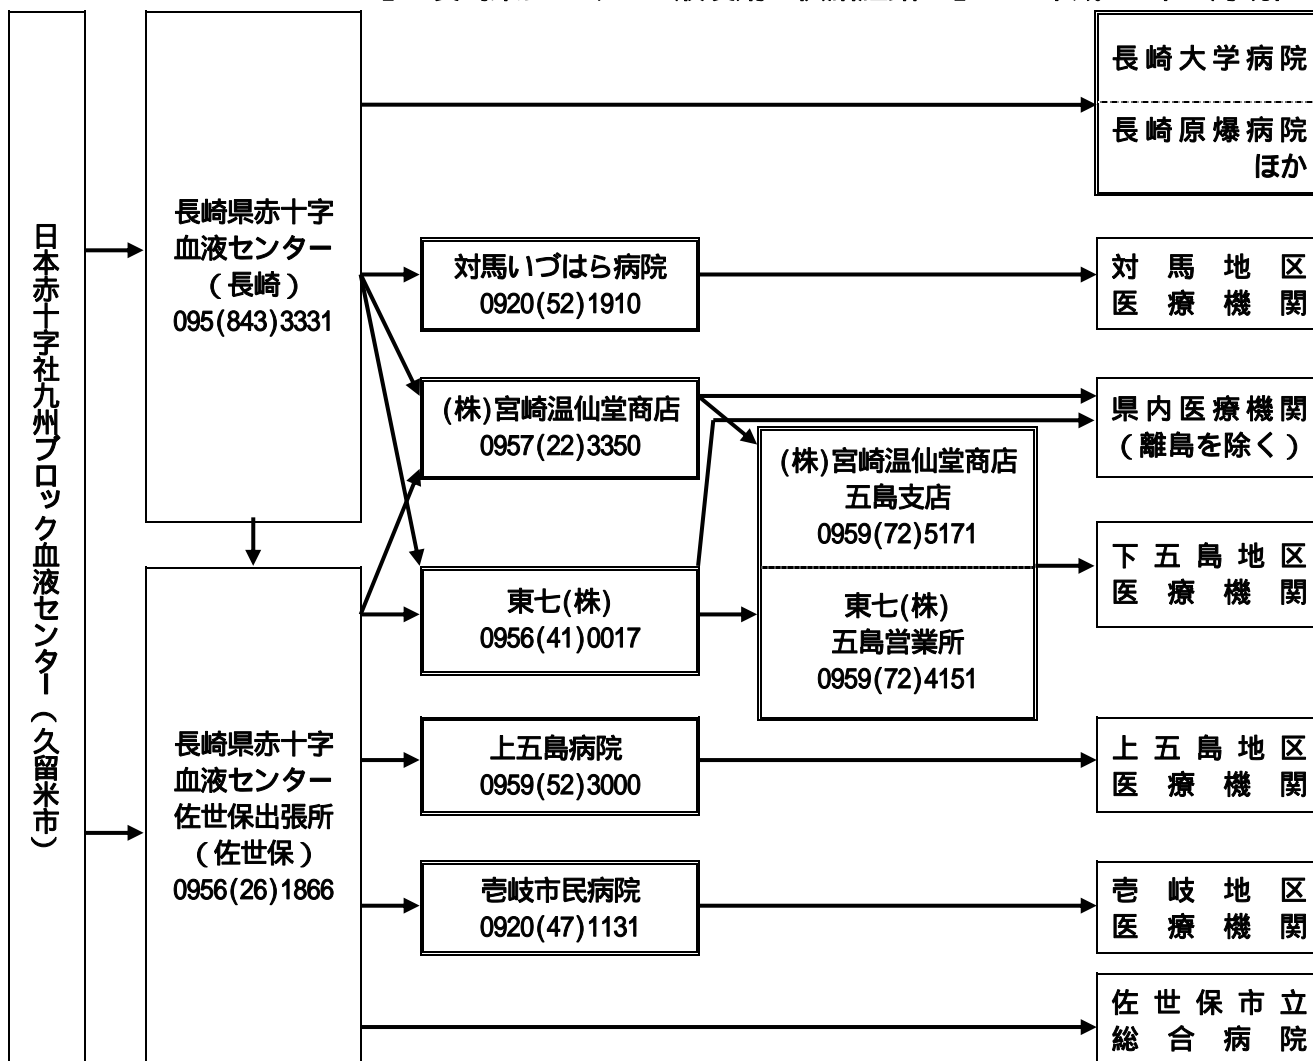 日本赤十字社九州ブロック血液センター（久留米市）
長崎県赤十字
血液センター
（長崎）
095(843)3331
長崎県赤十字
血液センター
佐世保出張所
（佐世保）
0956(26)1866
対馬いづはら病院
0920(52)1910
(株)宮崎温仙堂商店
0957(22)3350
東七(株)
0956(41)0017
上五島病院
0959(52)3000
壱岐市民病院
0920(47)1131
(株)宮崎温仙堂商店
五島支店
0959(72)5171
東七(株)
五島営業所
0959(72)4151
長崎大学病院
長崎原爆病院
ほか
対馬地区
医療機関
県内医療機関
（離島を除く）
下五島地区
医療機関
上五島地区
医療機関
壱岐地区
医療機関
佐世保市立
総合病院